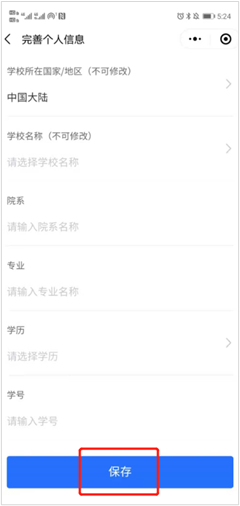 5:24
完善个人信息
学校所在国家/地区（不可修改）
中国大陆
学校名称（不可修改）
请选择学校名称
院系
请输入院系名称
专业
请输入专业名称
学历
请选择学历
学号
请输入学号
保存